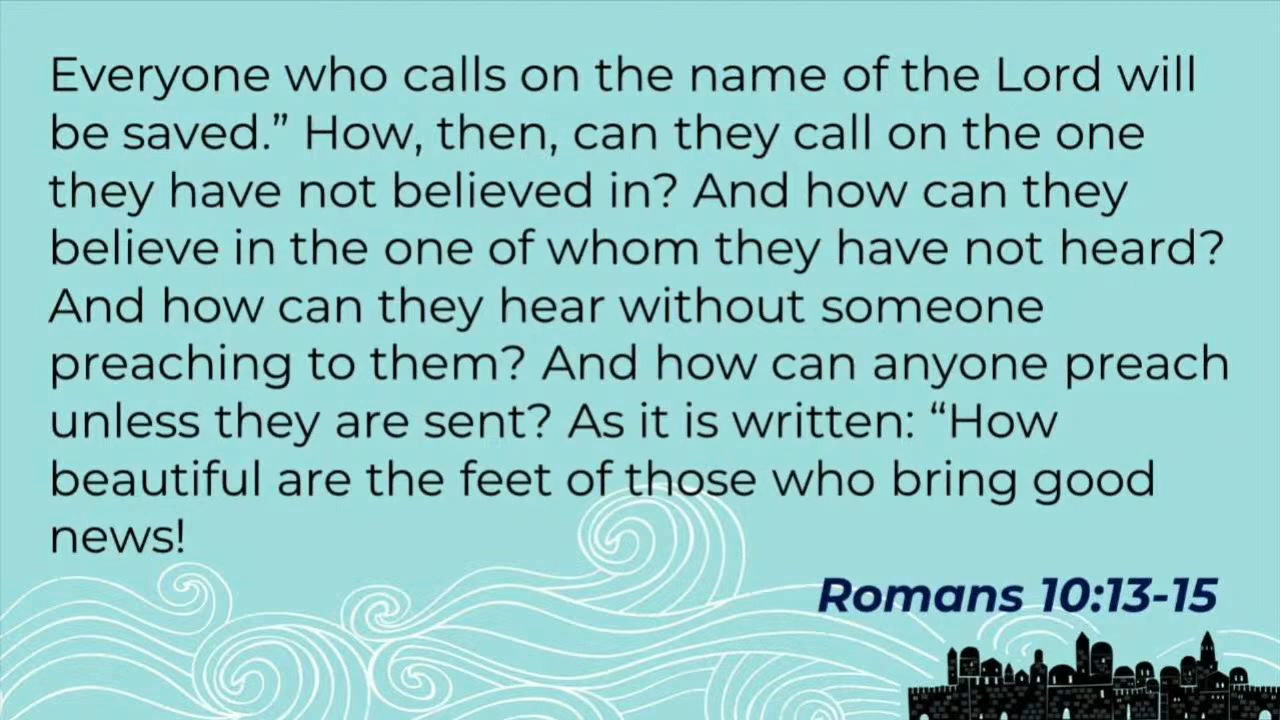 Everyone who calls on the name of the Lord will
be saved.” How, then, can they call on the one
they have not believed in? And how can they
believe in the one of whom they have not heard?
And how can they hear without someone
preaching to them? And how can anyone preach
unless they are sent? As it is written: “How
beautiful are the feet of those who bring good
news!
Romans 10:13-15